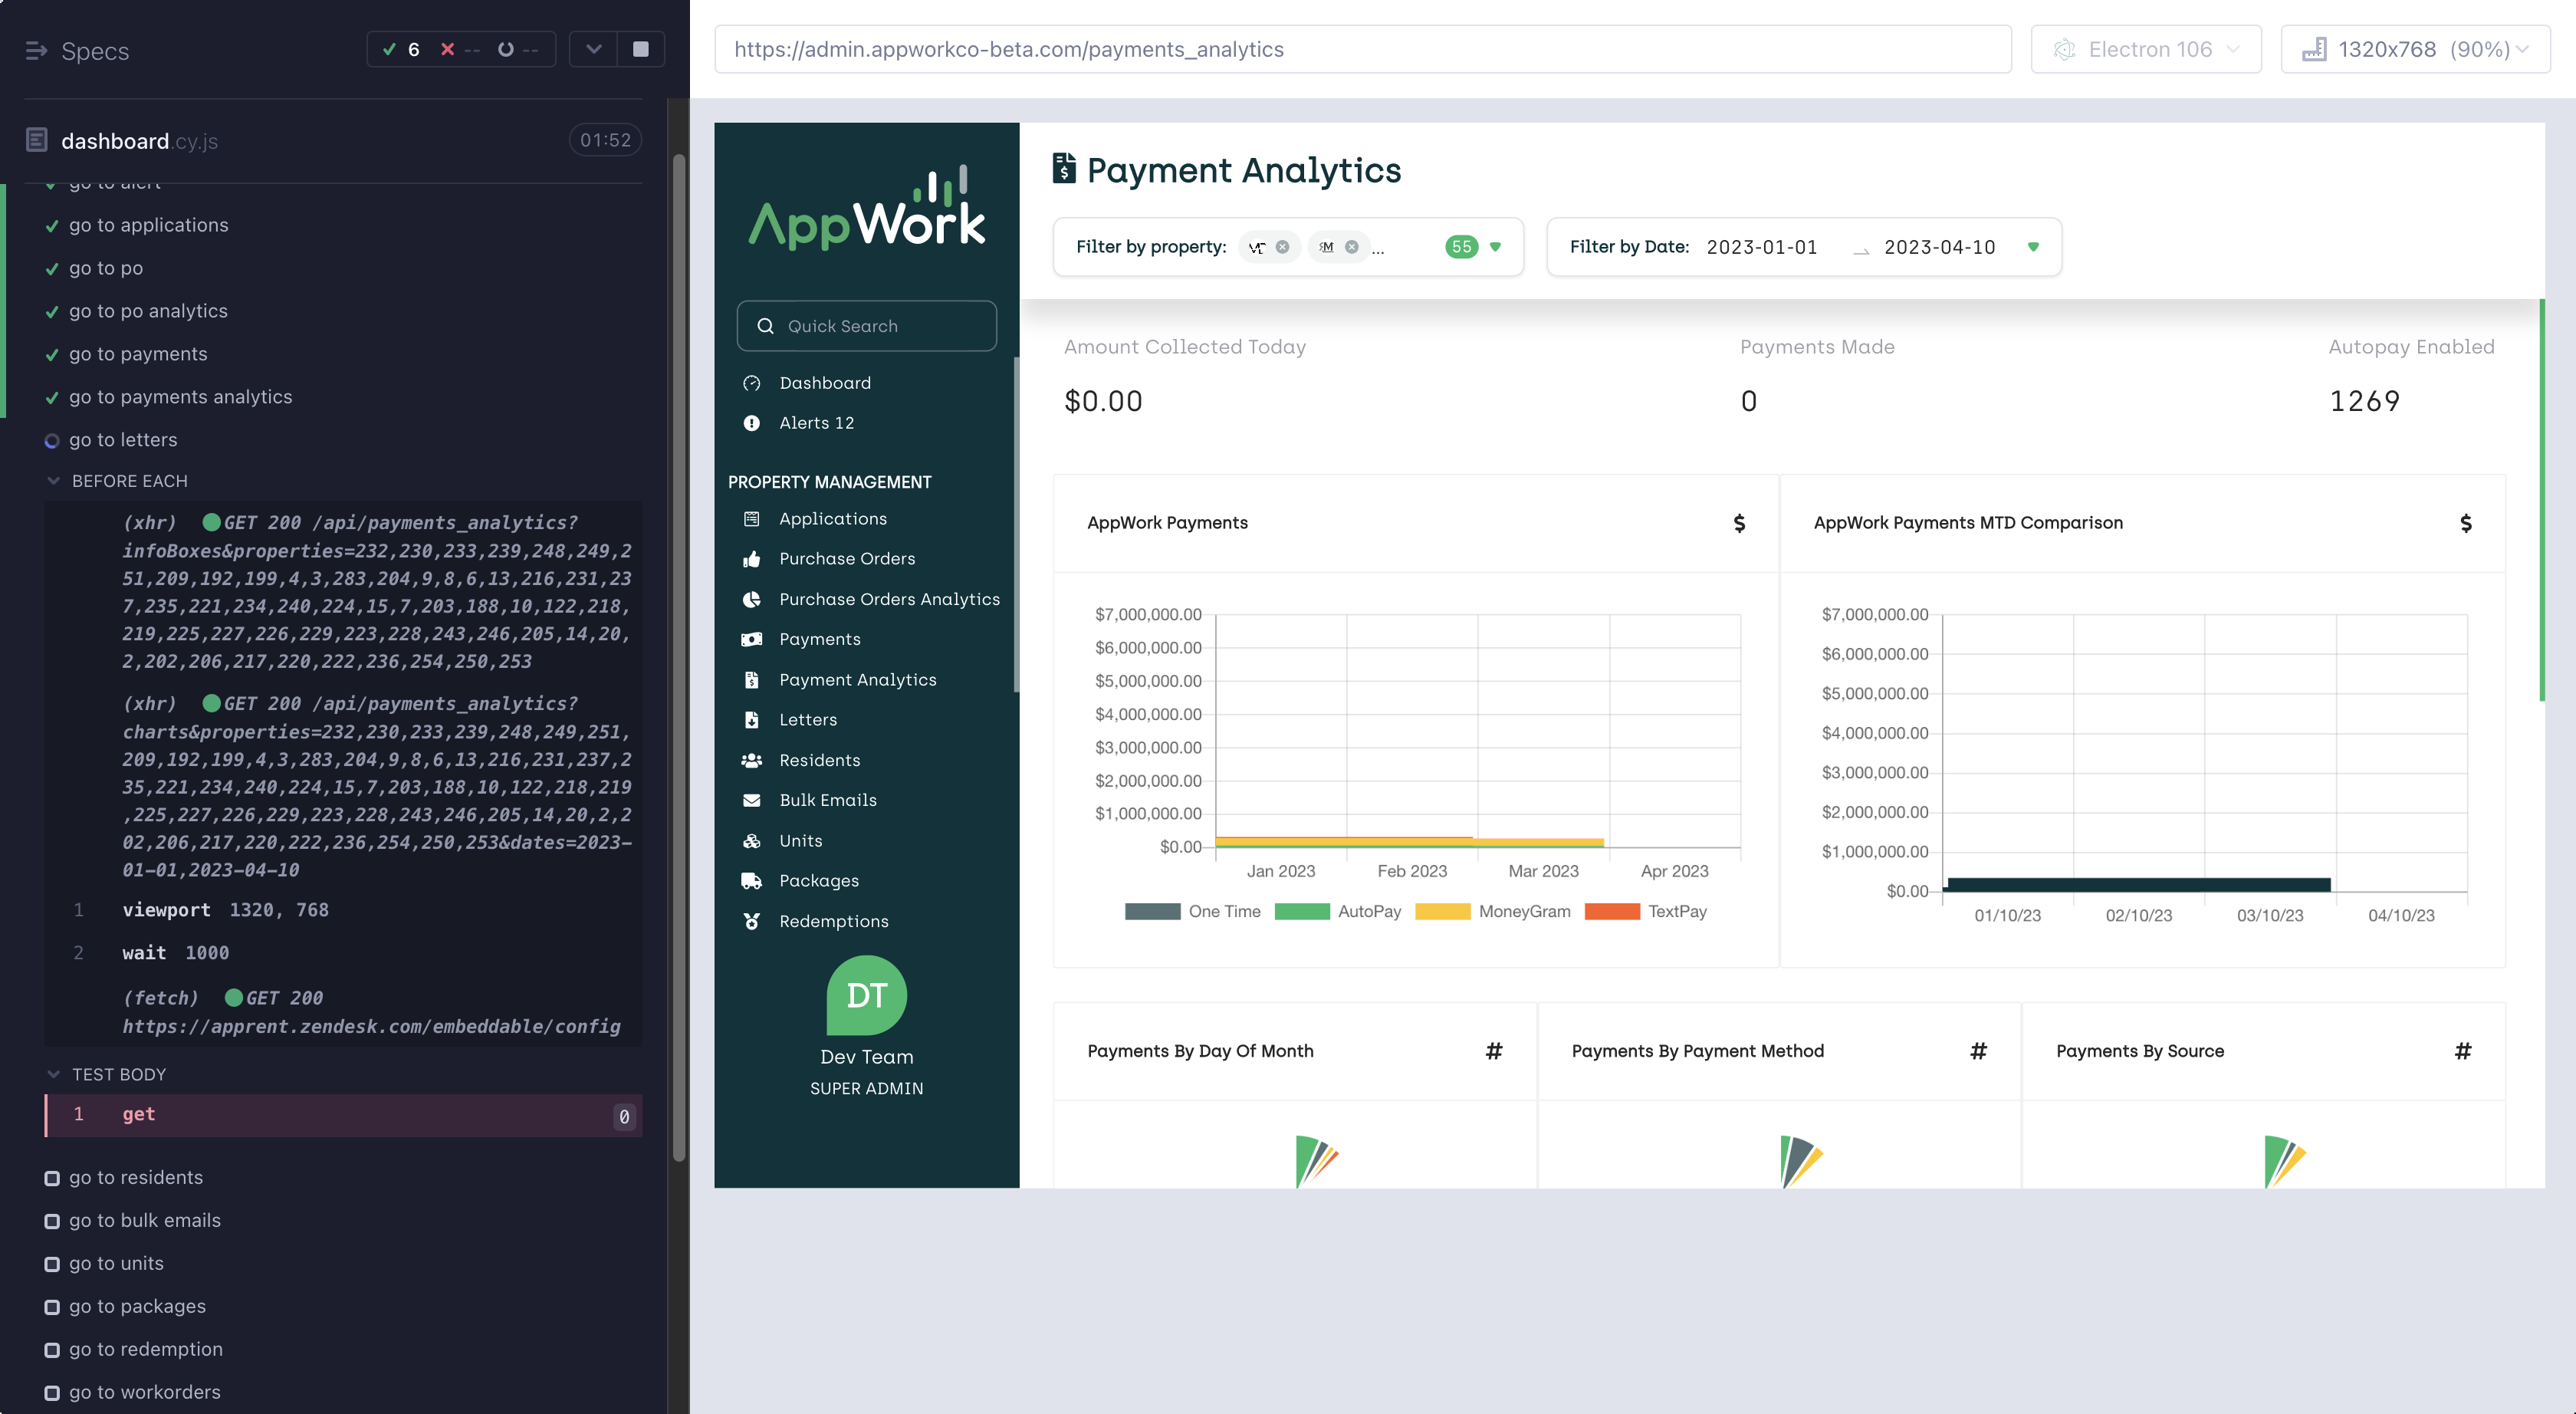 Specs
6
--
--
dashboard.cy.js
01:52
go to alert
go to applications
go to po
go to po analytics
go to payments
go to payments analytics
go to letters
BEFORE EACH
(xhr) GET 200 /api/payments_analytics?
infoBoxes&properties=232,230,233,239,248,249,2
51,209,192,199,4,3,283,204,9,8,6,13,216,231,23
7,235,221,234,240,224,15,7,203,188,10,122,218,
219,225,227,226,229,223,228,243,246,205,14,20,
2,202,206,217,220,222,236,254,250,253
(xhr) GET 200 /api/payments_analytics?
charts&properties=232,230,233,239,248,249,251,
209,192,199,4,3,283,204,9,8,6,13,216,231,237,2
35,221,234,240,224,15,7,203,188,10,122,218,219
,225,227,226,229,223,228,243,246,205,14,20,2,2
02,206,217,220,222,236,254,250,253&dates=2023-
01-01,2023-04-10
1 viewport 1320, 768
2 wait 1000
(fetch) GET 200
https://apprent.zendesk.com/embeddable/config
TEST BODY
1 get 0
go to residents
go to bulk emails
go to units
go to packages
go to redemption
go to workorders
https://admin.appworkco-beta.com/payments_analytics
Electron 106
1320x768 (90%)
AppWork
Quick Search
Dashboard
Alerts 12
PROPERTY MANAGEMENT
Applications
Purchase Orders
Purchase Orders Analytics
Payments
Payment Analytics
Letters
Residents
Bulk Emails
Units
Packages
Redemptions
DT
Dev Team
SUPER ADMIN
Payment Analytics
Filter by property: ... 55
Filter by Date: 2023-01-01 2023-04-10
Amount Collected Today
$0.00
Payments Made
0
Autopay Enabled
1269
AppWork Payments $
$7,000,000.00
$6,000,000.00
$5,000,000.00
$4,000,000.00
$3,000,000.00
$2,000,000.00
$1,000,000.00
$0.00
Jan 2023 Feb 2023 Mar 2023 Apr 2023
One Time AutoPay MoneyGram TextPay
AppWork Payments MTD Comparison $
$7,000,000.00
$6,000,000.00
$5,000,000.00
$4,000,000.00
$3,000,000.00
$2,000,000.00
$1,000,000.00
$0.00
01/10/23 02/10/23 03/10/23 04/10/23
Payments By Day Of Month #
Payments By Payment Method #
Payments By Source #